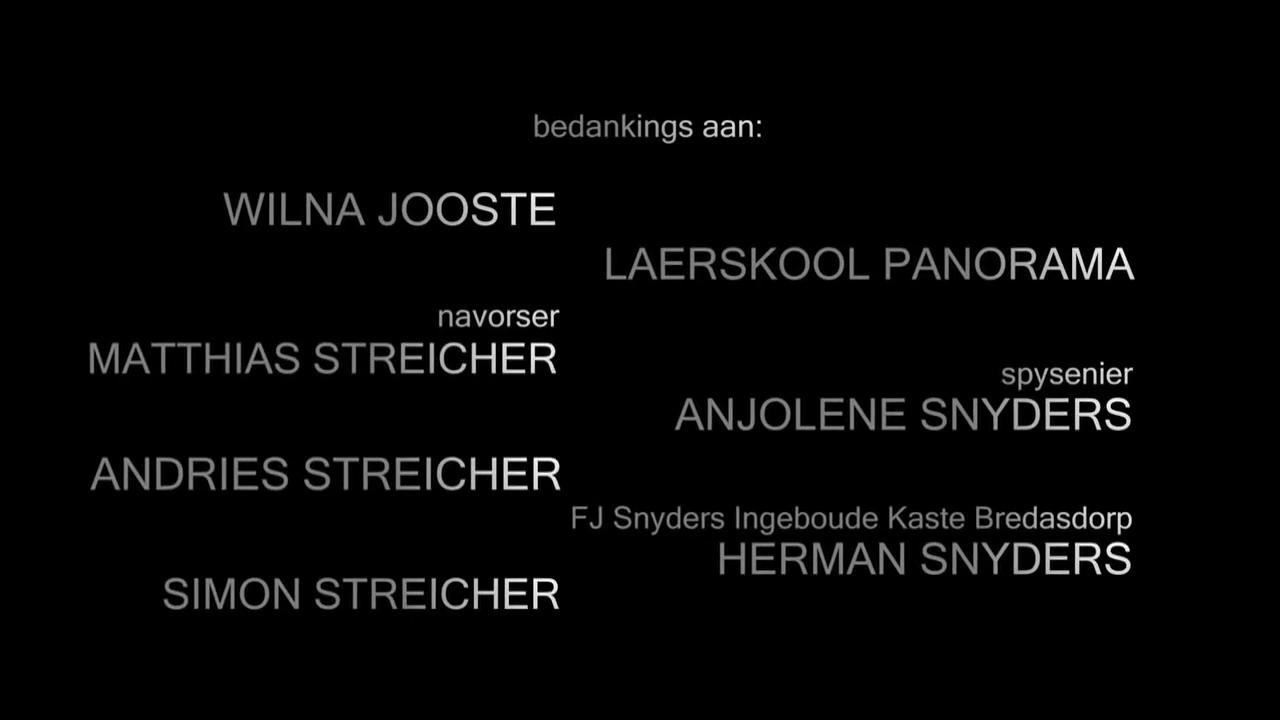 bedankings aan:
WILNA JOOSTE
LAERSKOOL PANORAMA
navorser
MATTHIAS STREICHER
spysenier
ANJOLENE SNYDERS
ANDRIES STREICHER
FJ Snyders Ingeboude Kaste Bredasdorp
HERMAN SNYDERS
SIMON STREICHER